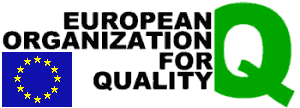 EUROPEAN
ORGANIZATION
FOR
QUALITY
Q